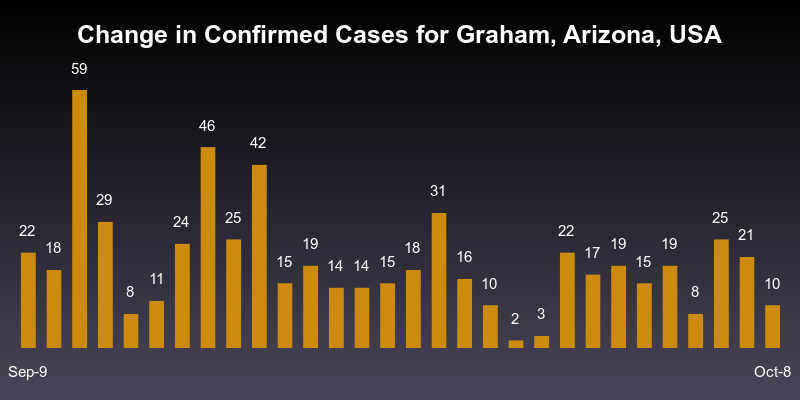 Change in Confirmed Cases for Graham, Arizona, USA
22 18 59 29 8 11 24 46 25 42 15 19 14 14 15 18 31 16 10 2 3 22 17 19 15 19 8 25 21 10
Sep-9 Oct-8